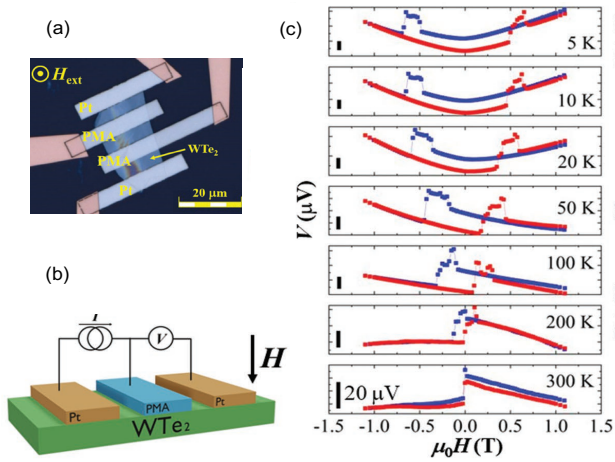 (a)
H ext
Pt
PMA
PMA
WTe2
Pt
20 μm
(b)
I
V
H
Pt
PMA
Pt
WTe2
(c)
5 K
10 K
20 K
50 K
100 K
200 K
300 K
20 μV
V (μV)
-1.5 -1.0 -0.5 0.0 0.5 1.0 1.5
μ0H (T)